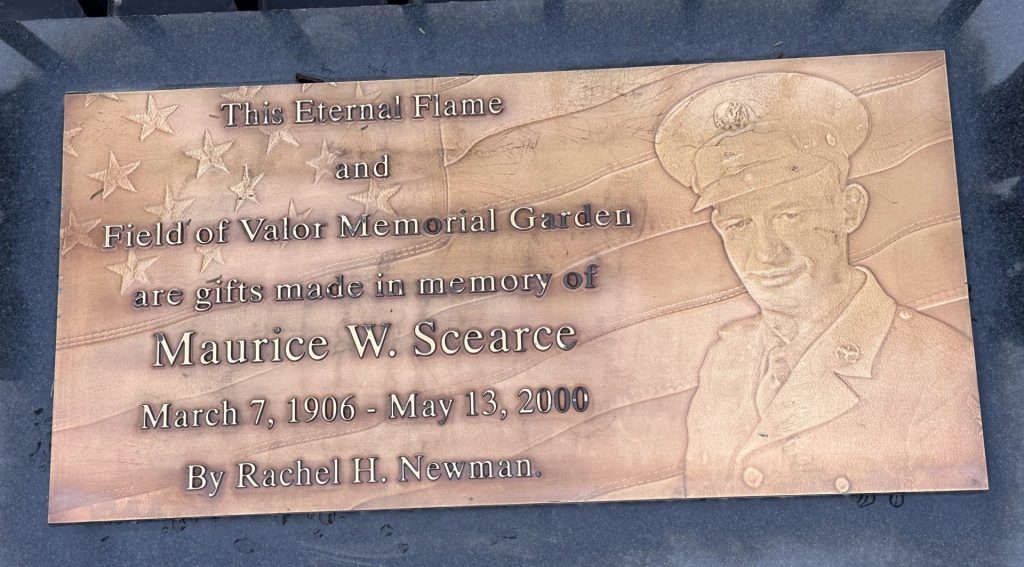 This Eternal Flame
and
Field of Valor Memorial Garden
are gifts made in memory of
Maurice W. Scearce
March 7, 1906 - May 13, 2000
By Rachel H. Newman.